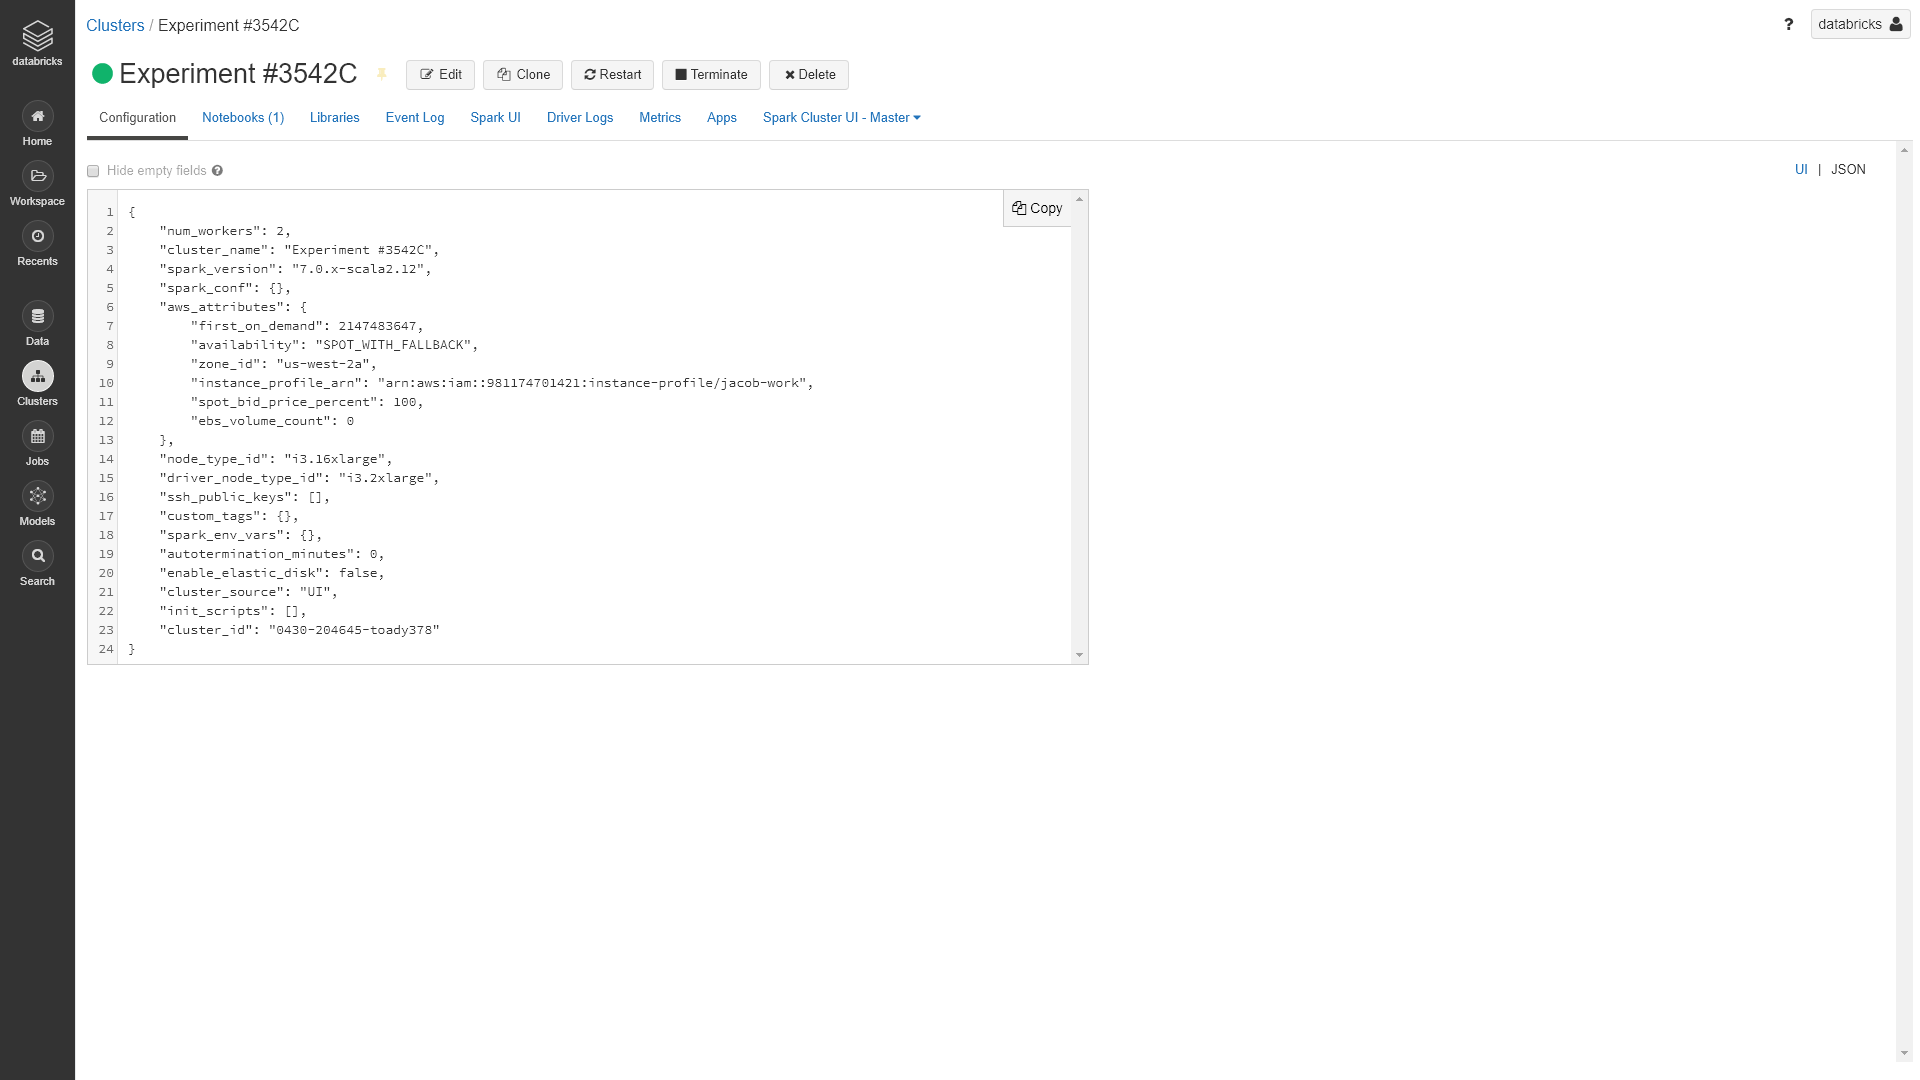 databricks
Home
Workspace
Recents
Data
Clusters
Jobs
Models
Search
Clusters / Experiment #3542C
? databricks
Experiment #3542C Edit Clone Restart Terminate Delete
Configuration Notebooks (1) Libraries Event Log Spark UI Driver Logs Metrics Apps Spark Cluster UI - Master
Hide empty fields ? UI | JSON
Copy
1 {
2 "num_workers": 2,
3 "cluster_name": "Experiment #3542C",
4 "spark_version": "7.0.x-scala2.12",
5 "spark_conf": {},
6 "aws_attributes": {
7 "first_on_demand": 2147483647,
8 "availability": "SPOT_WITH_FALLBACK",
9 "zone_id": "us-west-2a",
10 "instance_profile_arn": "arn:aws:iam::981174701421:instance-profile/jacob-work",
11 "spot_bid_price_percent": 100,
12 "ebs_volume_count": 0
13 },
14 "node_type_id": "i3.16xlarge",
15 "driver_node_type_id": "i3.2xlarge",
16 "ssh_public_keys": [],
17 "custom_tags": {},
18 "spark_env_vars": {},
19 "autotermination_minutes": 0,
20 "enable_elastic_disk": false,
21 "cluster_source": "UI",
22 "init_scripts": [],
23 "cluster_id": "0430-204645-toady378"
24 }